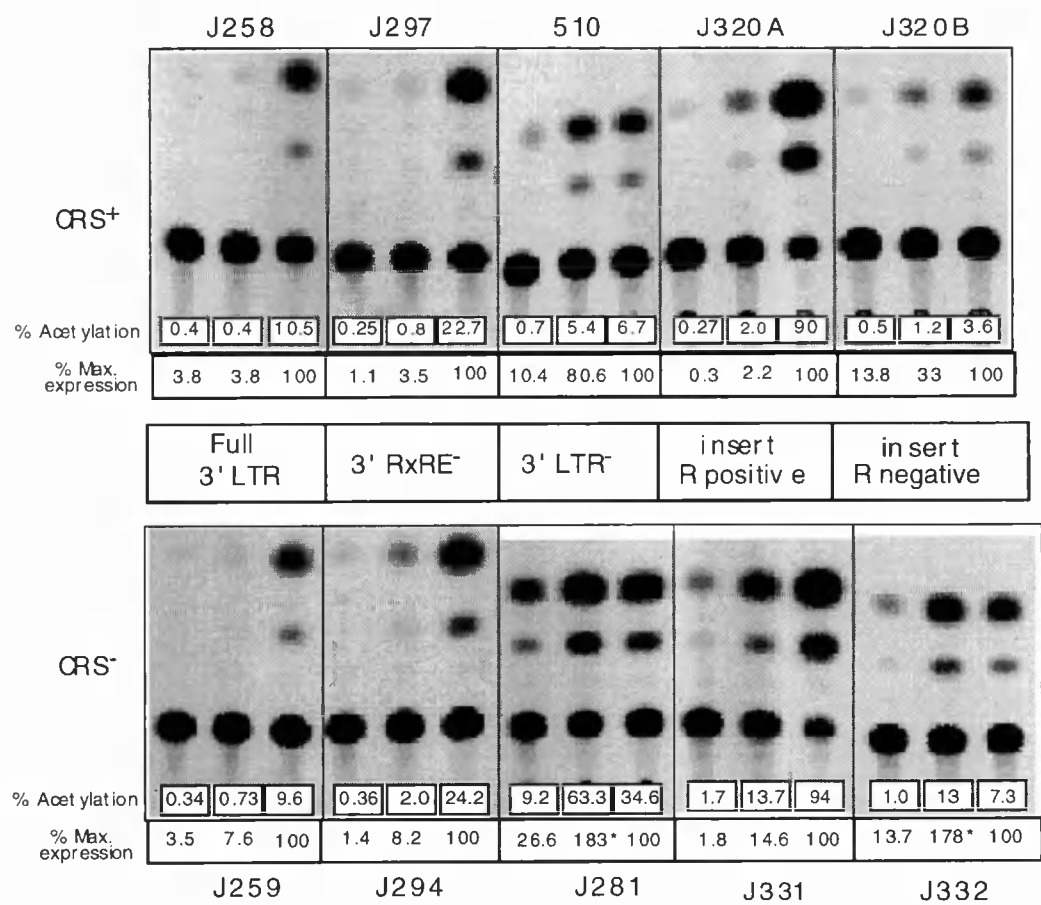 J258 J297 510 J320A J320B
CRS+
% Acetylation 0.4 0.4 10.5 0.25 0.8 22.7 0.7 5.4 6.7 0.27 2.0 90 0.5 1.2 3.6
% Max. expression 3.8 3.8 100 1.1 3.5 100 10.4 80.6 100 0.3 2.2 100 13.8 33 100
Full 3' LTR 3' RxRE- 3' LTR- insert R positive insert R negative
CRS-
% Acetylation 0.34 0.73 9.6 0.36 2.0 24.2 9.2 63.3 34.6 1.7 13.7 94 1.0 13 7.3
% Max. expression 3.5 7.6 100 1.4 8.2 100 26.6 183* 100 1.8 14.6 100 13.7 178* 100
J259 J294 J281 J331 J332